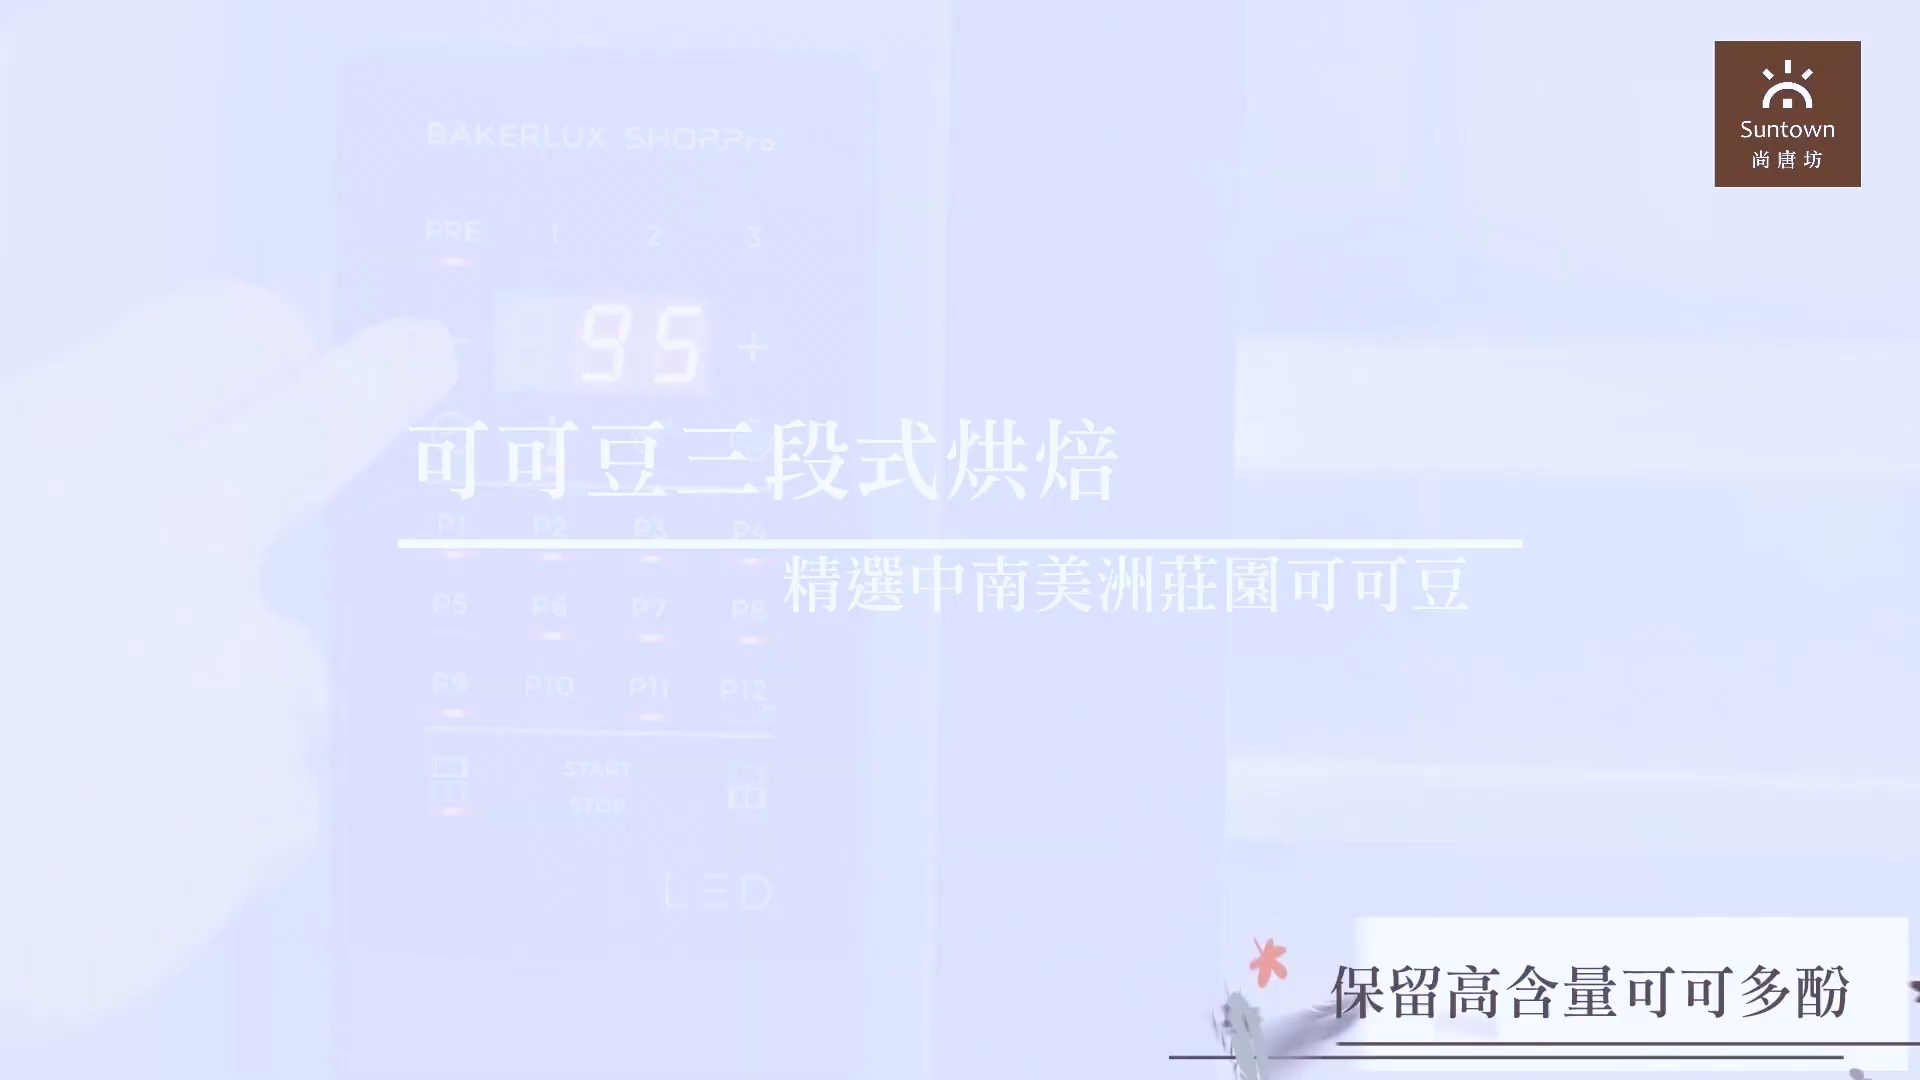 Suntown
尚唐坊
BAKERLUX SHOP.Pro
PRE 1 2 3
- 95 +
可可豆三段式烘焙
P1 P2 P3 P4
精選中南美洲莊園可可豆
P5 P6 P7 P8
P9 P10 P11 P12
START
STOP
LED
保留高含量可可多酚